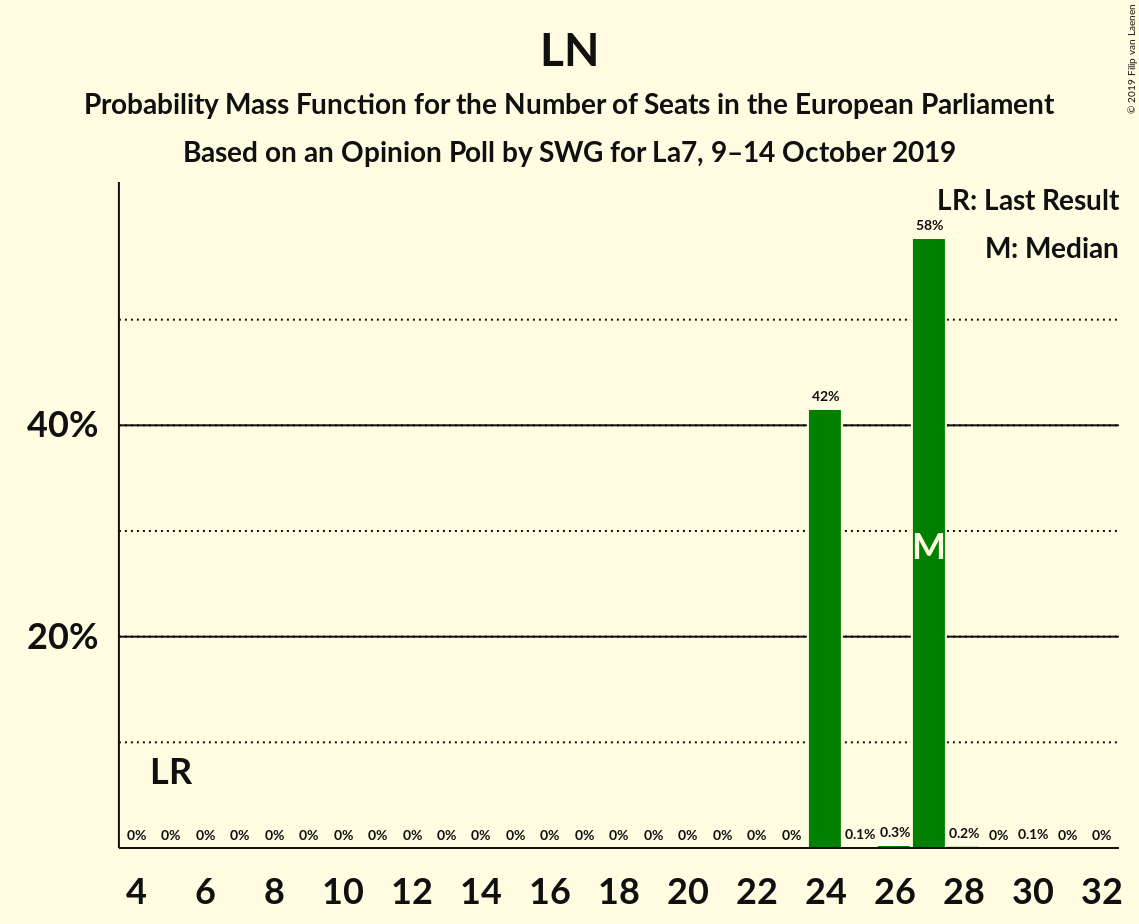 LN
Probability Mass Function for the Number of Seats in the European Parliament
Based on an Opinion Poll by SWG for La7, 9–14 October 2019
© 2019 Filip van Laenen
LR: Last Result
M: Median
58%
42%
40%
M
20%
LR
0% 0% 0% 0% 0% 0% 0% 0% 0% 0% 0% 0% 0% 0% 0% 0% 0% 0% 0% 0% 0.1% 0.3% 0.2% 0% 0.1% 0% 0%
4 6 8 10 12 14 16 18 20 22 24 26 28 30 32